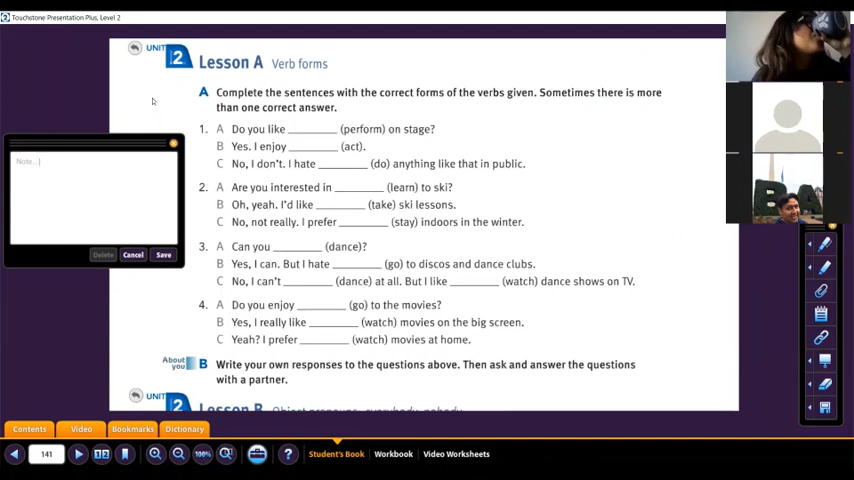 Touchstone Presentation Plus, Level 2
UNIT 2 Lesson A Verb forms
A Complete the sentences with the correct forms of the verbs given. Sometimes there is more
than one correct answer.
1. A Do you like ________ (perform) on stage?
B Yes. I enjoy ________ (act).
C No, I don't. I hate ________ (do) anything like that in public.
2. A Are you interested in ________ (learn) to ski?
B Oh, yeah. I'd like ________ (take) ski lessons.
C No, not really. I prefer ________ (stay) indoors in the winter.
3. A Can you ________ (dance)?
B Yes, I can. But I hate ________ (go) to discos and dance clubs.
C No, I can't ________ (dance) at all. But I like ________ (watch) dance shows on TV.
4. A Do you enjoy ________ (go) to the movies?
B Yes, I really like ________ (watch) movies on the big screen.
C Yeah? I prefer ________ (watch) movies at home.
About you B Write your own responses to the questions above. Then ask and answer the questions
with a partner.
UNIT 2 Lesson B Object pronouns; everybody, nobody
Note...
Delete Cancel Save
BA
Contents Video Bookmarks Dictionary
141 1 2 100% ? Student's Book Workbook Video Worksheets